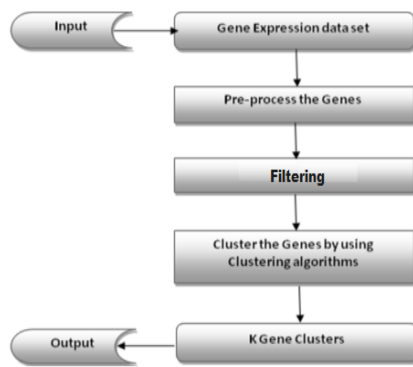 Input
Gene Expression data set
Pre-process the Genes
Filtering
Cluster the Genes by using
Clustering algorithms
Output
K Gene Clusters